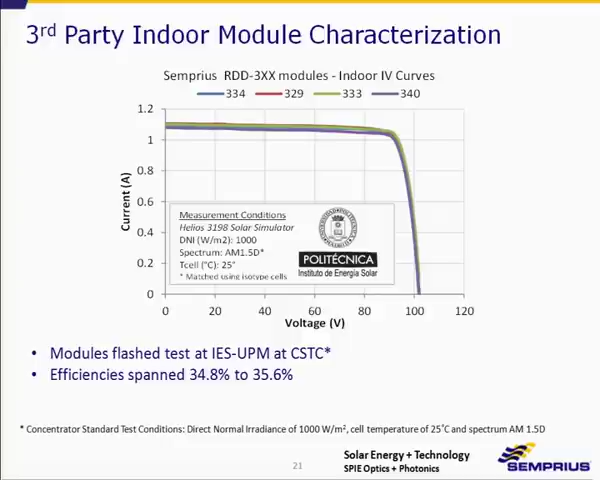 3rd Party Indoor Module Characterization
Semprius RDD-3XX modules - Indoor IV Curves
334 329 333 340
1.2
1
0.8
0.6
0.4
0.2
0
Current (A)
Measurement Conditions
Helios 3198 Solar Simulator
DNI (W/m2): 1000
Spectrum: AM1.5D*
Tcell (°C): 25°
* Matched using isotype cells
POLITÉCNICA
Instituto de Energía Solar
0 20 40 60 80 100 120
Voltage (V)
• Modules flashed test at IES-UPM at CSTC*
• Efficiencies spanned 34.8% to 35.6%
* Concentrator Standard Test Conditions: Direct Normal Irradiance of 1000 W/m², cell temperature of 25°C and spectrum AM 1.5D
21
Solar Energy + Technology
SPIE Optics + Photonics
SEMPRIUS